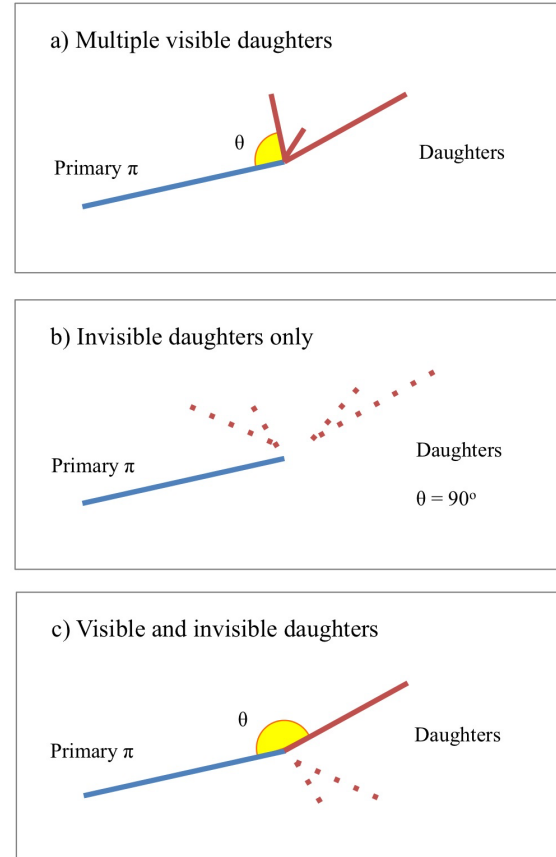 a) Multiple visible daughters
θ
Primary π
Daughters
b) Invisible daughters only
Primary π
Daughters
θ = 90°
c) Visible and invisible daughters
θ
Primary π
Daughters